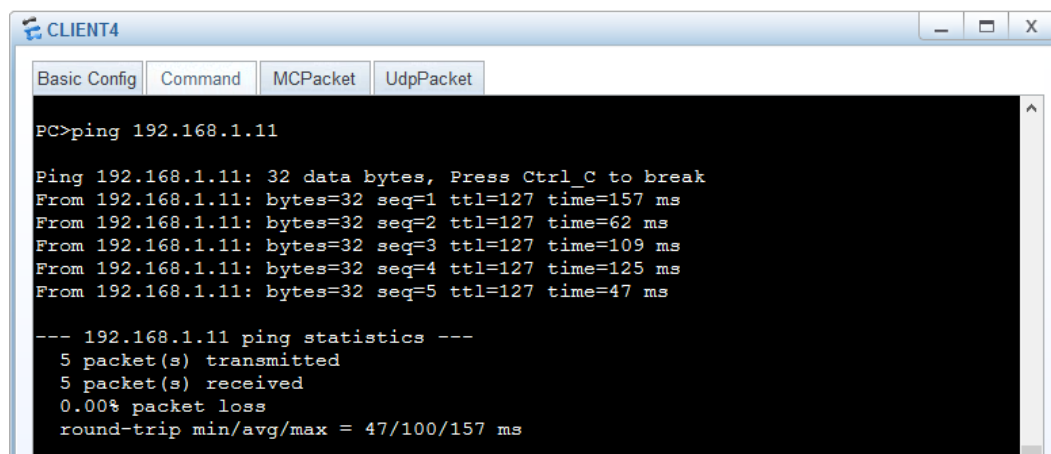 CLIENT4
Basic Config Command MCPacket UdpPacket
PC>ping 192.168.1.11
Ping 192.168.1.11: 32 data bytes, Press Ctrl_C to break
From 192.168.1.11: bytes=32 seq=1 ttl=127 time=157 ms
From 192.168.1.11: bytes=32 seq=2 ttl=127 time=62 ms
From 192.168.1.11: bytes=32 seq=3 ttl=127 time=109 ms
From 192.168.1.11: bytes=32 seq=4 ttl=127 time=125 ms
From 192.168.1.11: bytes=32 seq=5 ttl=127 time=47 ms
--- 192.168.1.11 ping statistics ---
5 packet(s) transmitted
5 packet(s) received
0.00% packet loss
round-trip min/avg/max = 47/100/157 ms